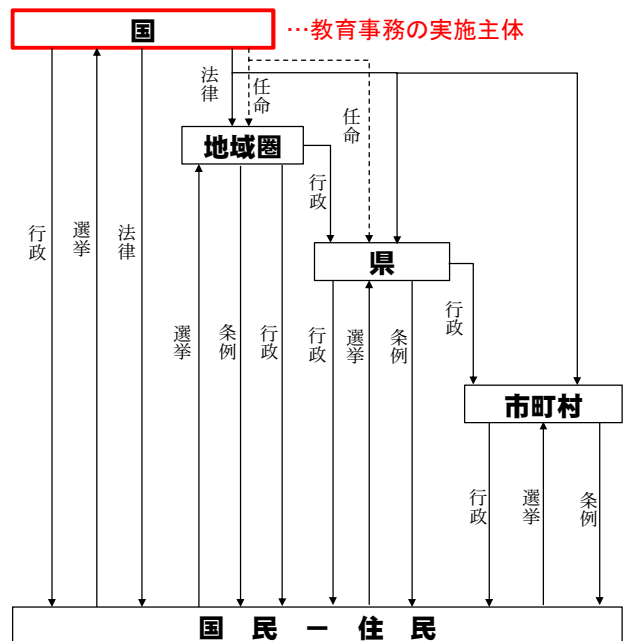 国
…教育事務の実施主体
法律
任命
任命
地域圏
行政
行政
選挙
法律
県
選挙
条例
行政
行政
選挙
条例
行政
市町村
行政
選挙
条例
国民ー住民